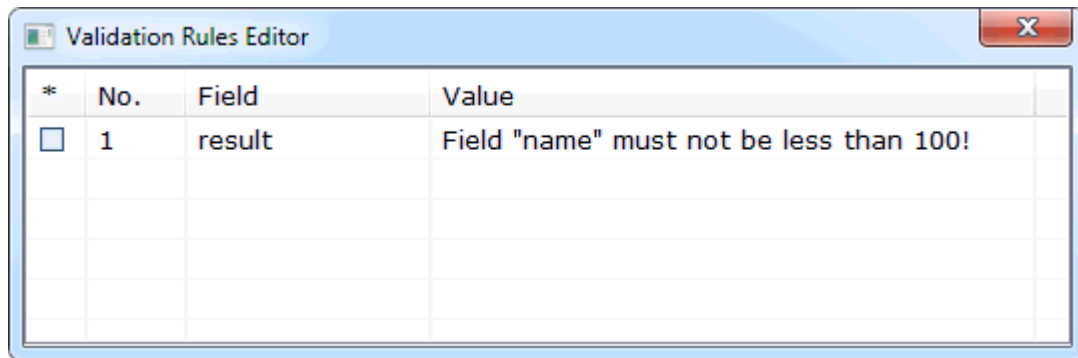 Validation Rules Editor
* No. Field Value
1 result Field "name" must not be less than 100!